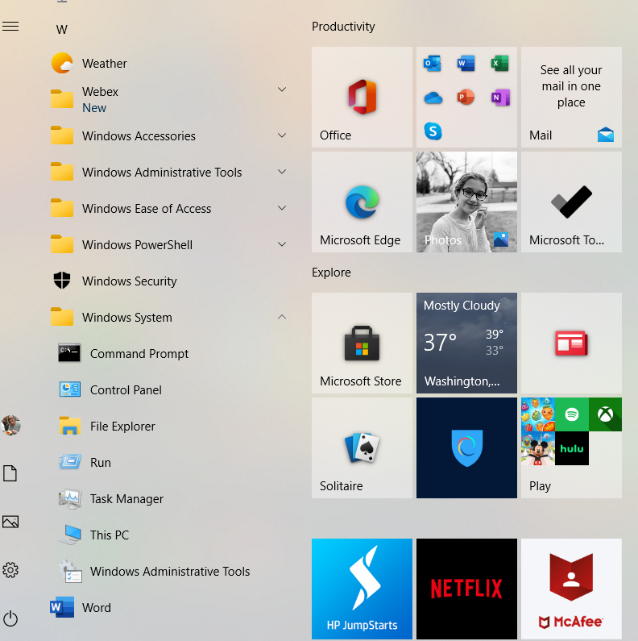 W
Weather
Webex
New
Windows Accessories
Windows Administrative Tools
Windows Ease of Access
Windows PowerShell
Windows Security
Windows System
Command Prompt
Control Panel
File Explorer
Run
Task Manager
This PC
Windows Administrative Tools
Word
Productivity
Office
See all your
mail in one
place
Mail
Microsoft Edge
Photos
Microsoft To...
Explore
Microsoft Store
Mostly Cloudy
37°
39°
33°
Washington,...
Solitaire
hulu
Play
HP JumpStarts
NETFLIX
McAfee